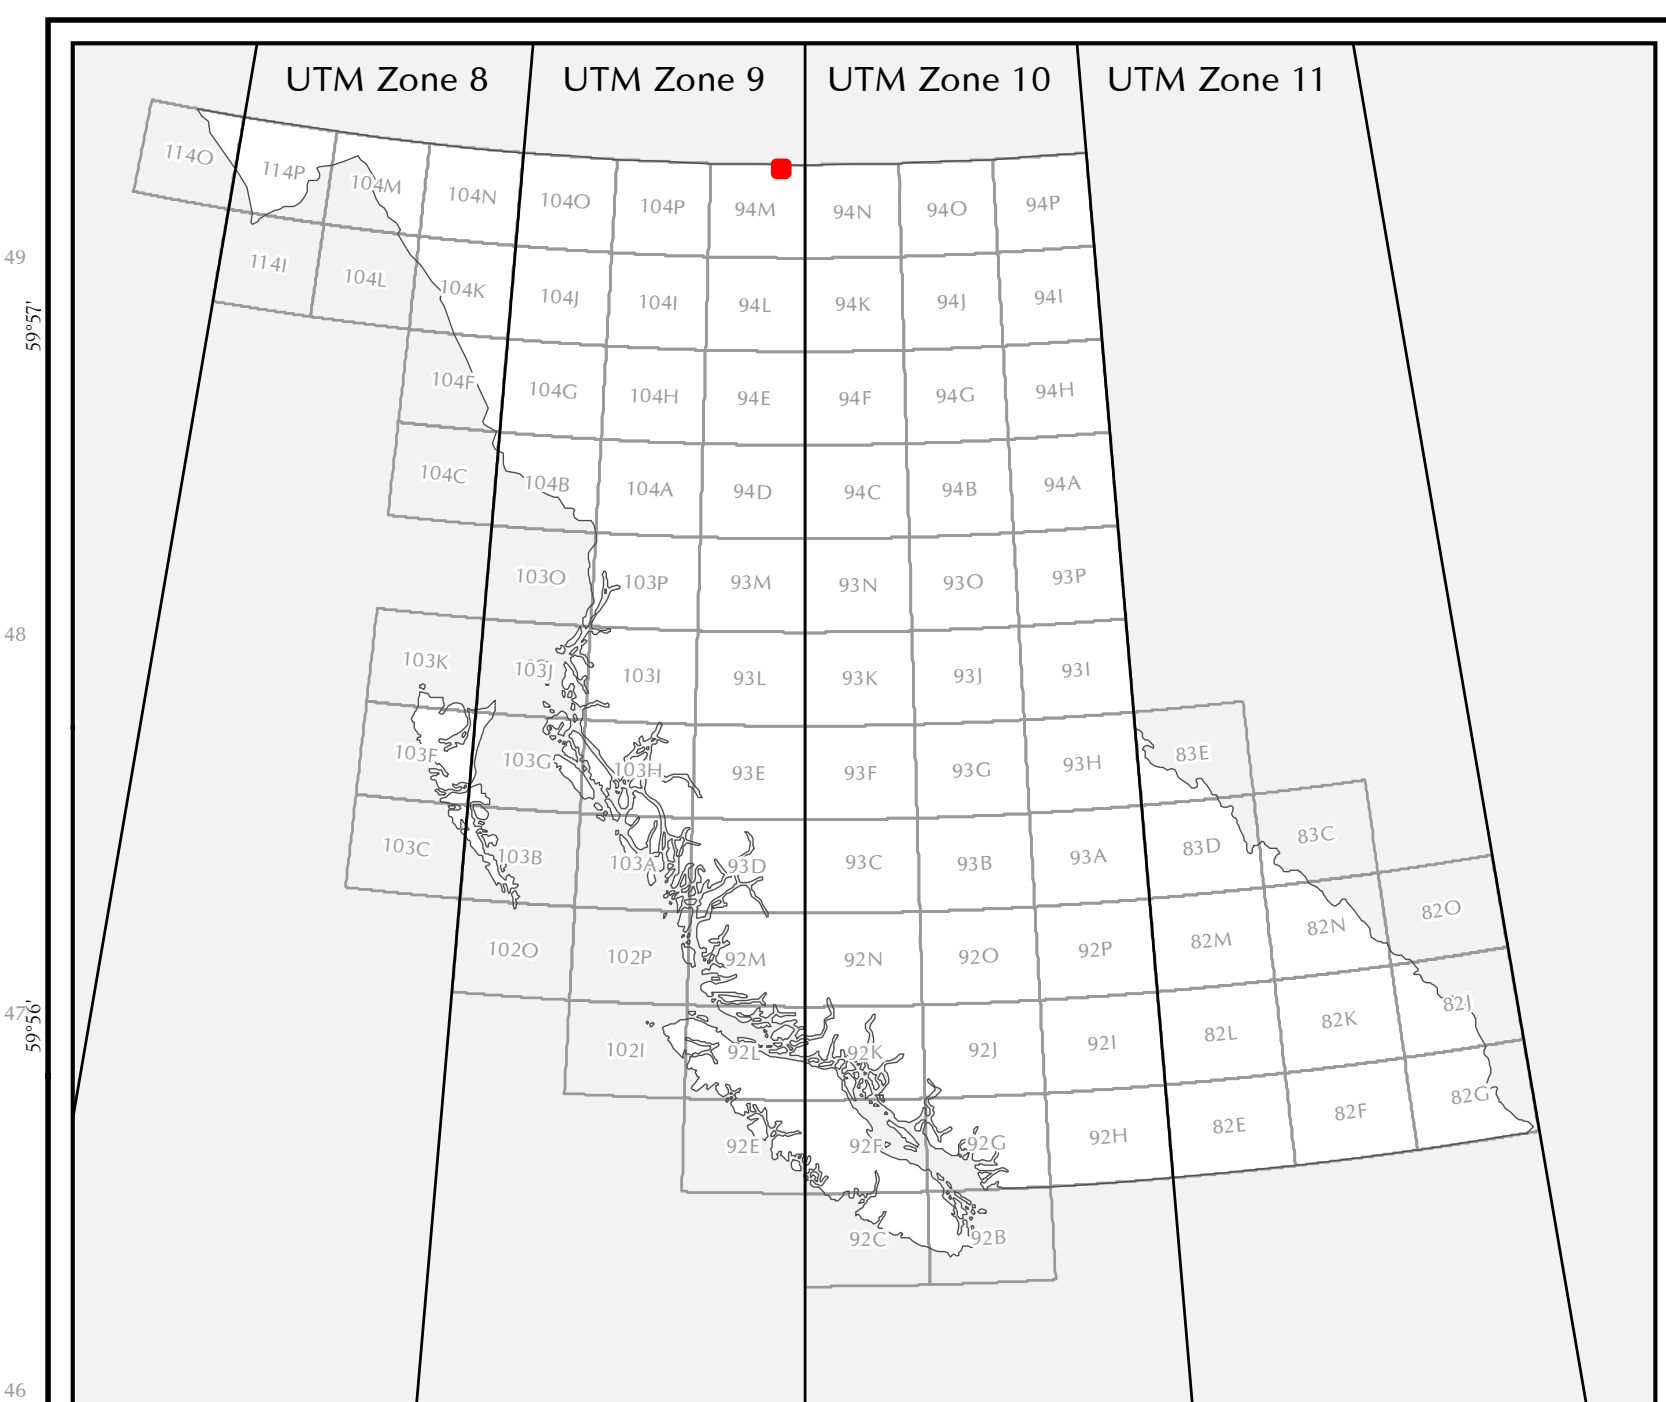 UTM Zone 8 UTM Zone 9 UTM Zone 10 UTM Zone 11
114O 114P 104M 104N 104O 104P 94M 94N 94O 94P
49 114I 104L 104K 104J 104I 94L 94K 94J 94I
59°57'
104F 104G 104H 94E 94F 94G 94H
104C 104B 104A 94D 94C 94B 94A
103O 103P 93M 93N 93O 93P
48
103K 103J 103I 93L 93K 93J 93I
103F 103G 103H 93E 93F 93G 93H 83E
103C 103B 103A 93D 93C 93B 93A 83D 83C
102O 102P 92M 92N 92O 92P 82M 82N 82O
47
59°56'
102I 92L 92K 92J 92I 82L 82K 82J
92E 92F 92G 92H 82E 82F 82G
92C 92B
46